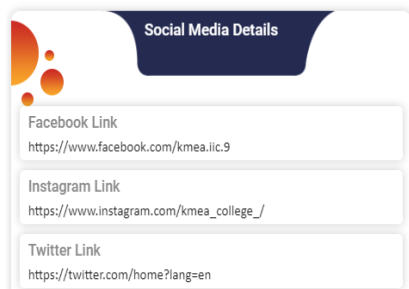 Social Media Details
Facebook Link
https://www.facebook.com/kmea.iic.9
Instagram Link
https://www.instagram.com/kmea_college_/
Twitter Link
https://twitter.com/home?lang=en